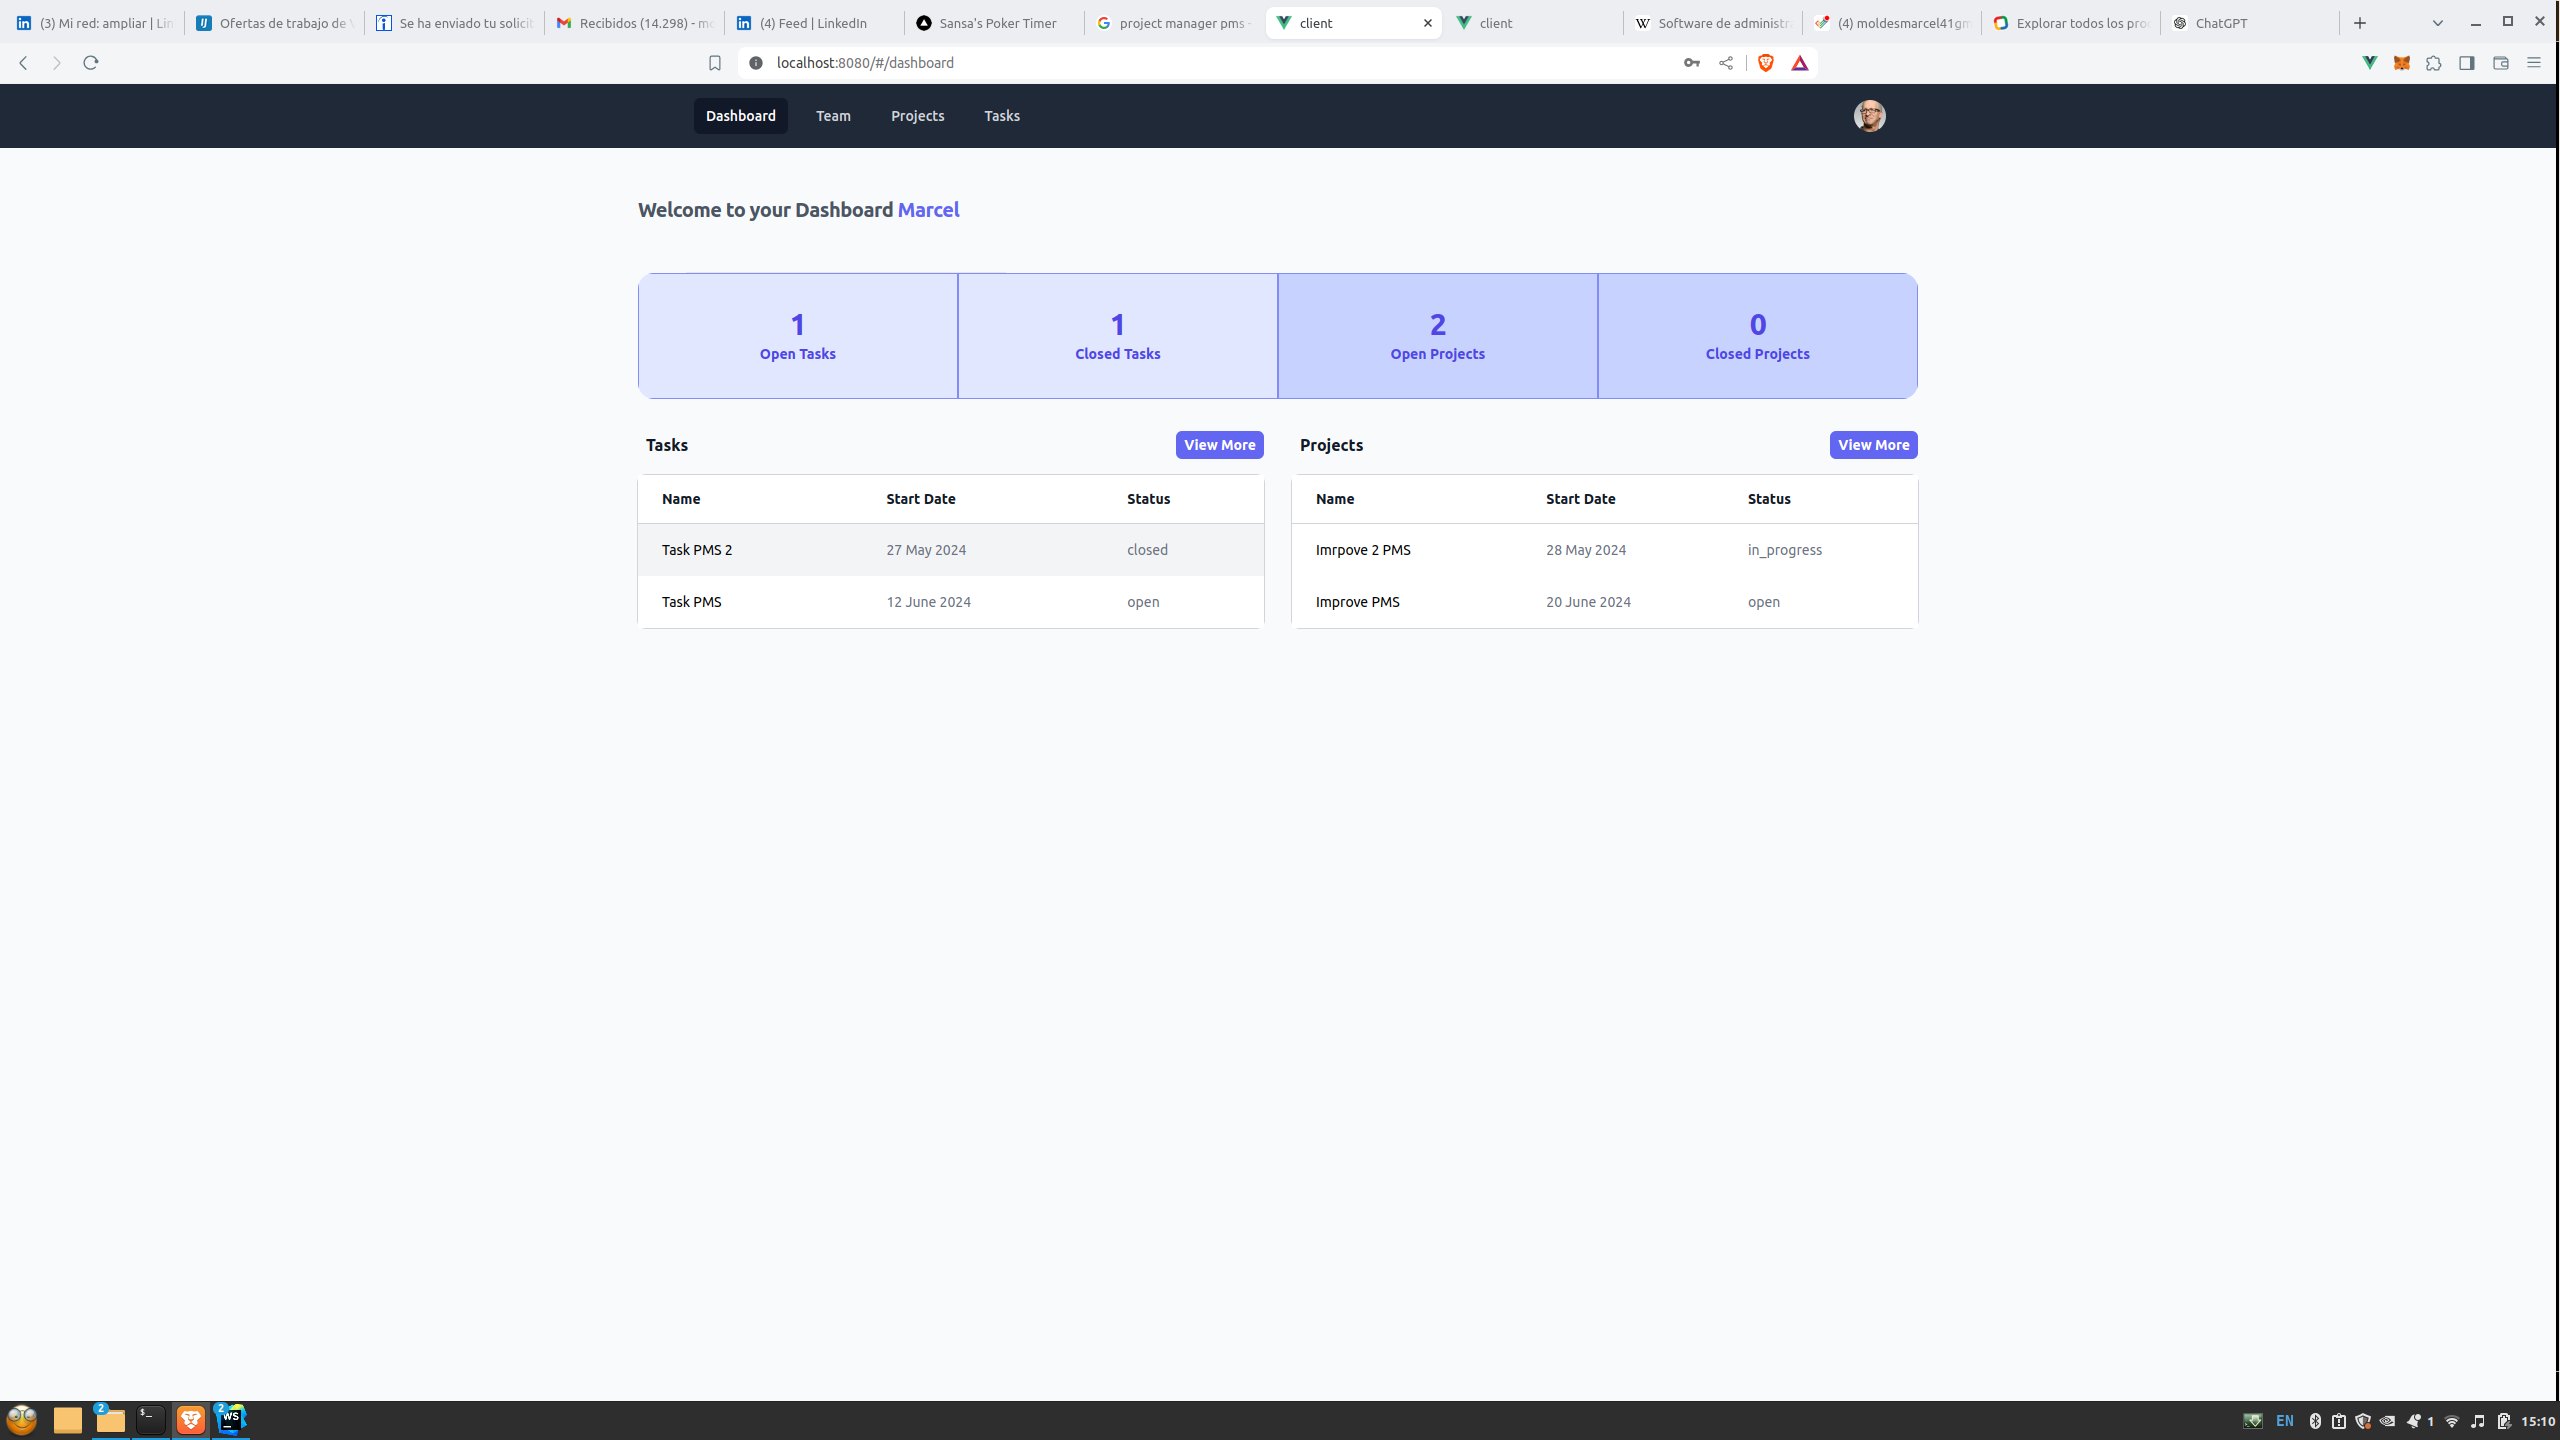 (3) Mi red: ampliar | Lin
Ofertas de trabajo de
Se ha enviado tu solicit
Recibidos (14.298) - mo
(4) Feed | LinkedIn
Sansa's Poker Timer
project manager pms -
client
client
Software de administra
(4) moldesmarcel41gm
Explorar todos los pro
ChatGPT
localhost:8080/#/dashboard
Dashboard Team Projects Tasks
Welcome to your Dashboard Marcel
1 1 2 0
Open Tasks Closed Tasks Open Projects Closed Projects
Tasks View More Projects View More
Name Start Date Status Name Start Date Status
Task PMS 2 27 May 2024 closed Imrpove 2 PMS 28 May 2024 in_progress
Task PMS 12 June 2024 open Improve PMS 20 June 2024 open
2 $_ 2 WS EN 1 15:10